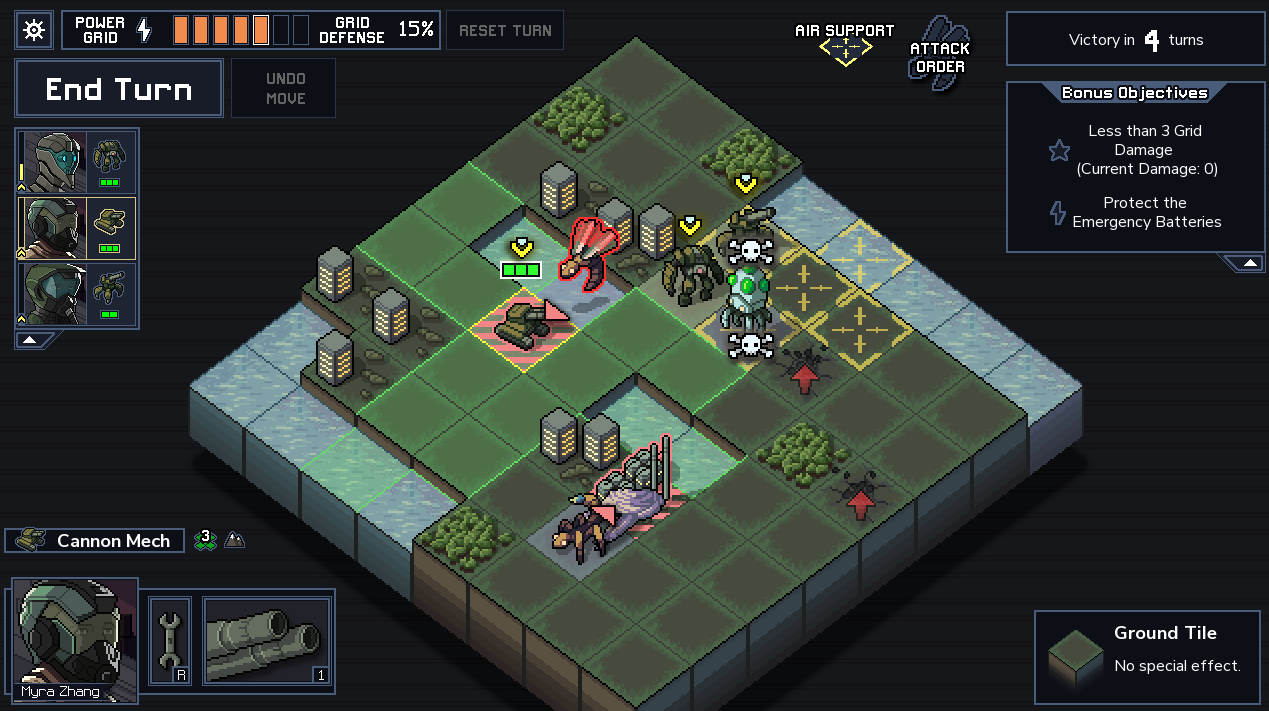 POWER
GRID
GRID
DEFENSE
15%
RESET TURN
End Turn
UNDO
MOVE
AIR SUPPORT
ATTACK
ORDER
Victory in 4 turns
Bonus Objectives
Less than 3 Grid
Damage
(Current Damage: 0)
Protect the
Emergency Batteries
Cannon Mech
3
Myra Zhang
R
1
Ground Tile
No special effect.